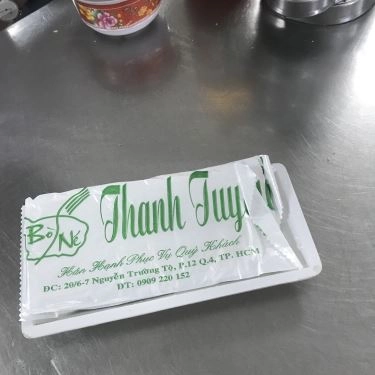 Bò Né
Thanh Tuyền
Hân Hạnh Phục Vụ Quý Khách
ĐC: 20/6-7 Nguyễn Trường Tộ, P.12 Q.4, TP. HCM
ĐT: 0909 220 152